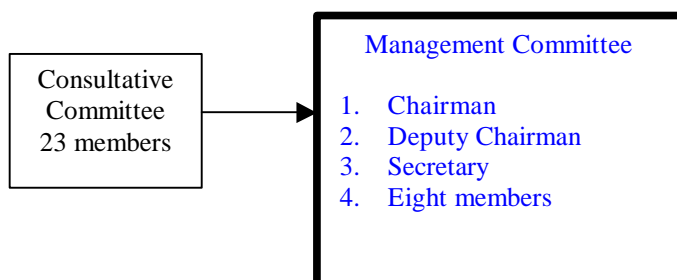 Consultative
Committee
23 members
Management Committee
1. Chairman
2. Deputy Chairman
3. Secretary
4. Eight members